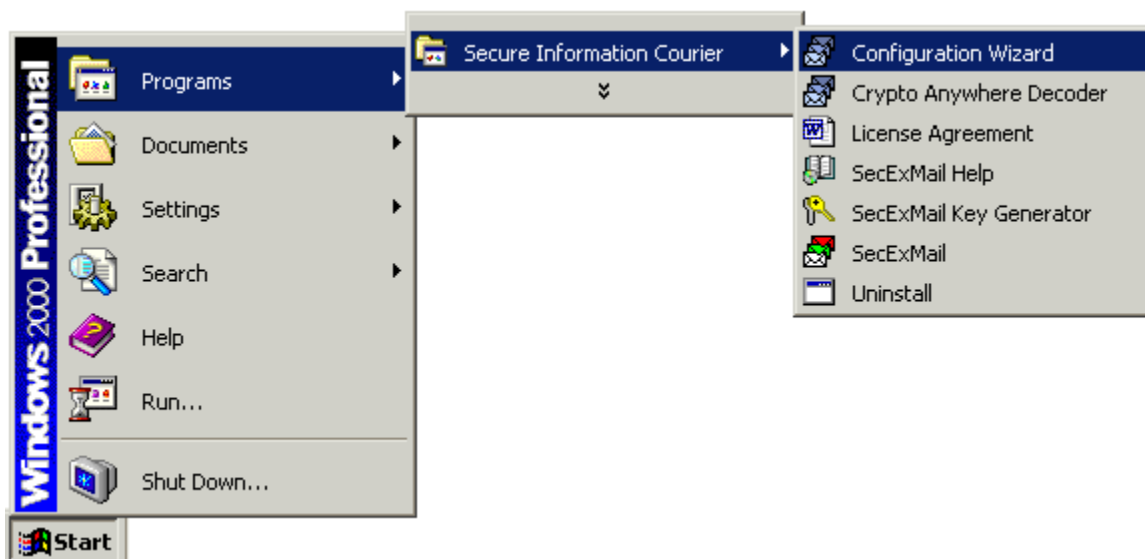 Windows 2000 Professional
Programs
Documents
Settings
Search
Help
Run...
Shut Down...
Start
Secure Information Courier
Configuration Wizard
Crypto Anywhere Decoder
License Agreement
SecExMail Help
SecExMail Key Generator
SecExMail
Uninstall